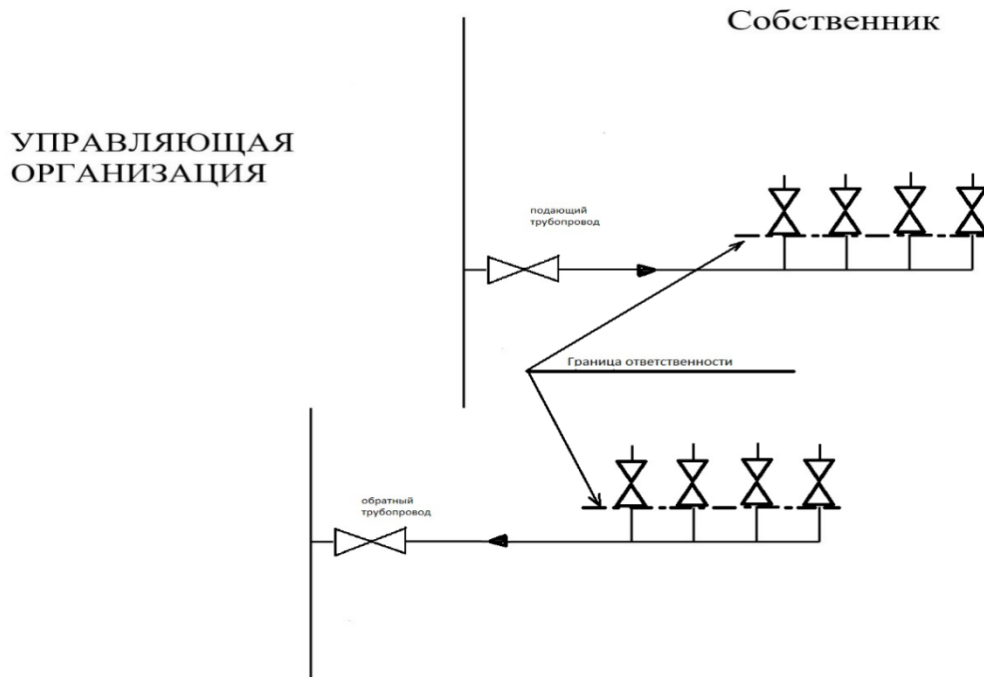 Собственник
УПРАВЛЯЮЩАЯ
ОРГАНИЗАЦИЯ
подающий
трубопровод
Граница ответственности
обратный
трубопровод